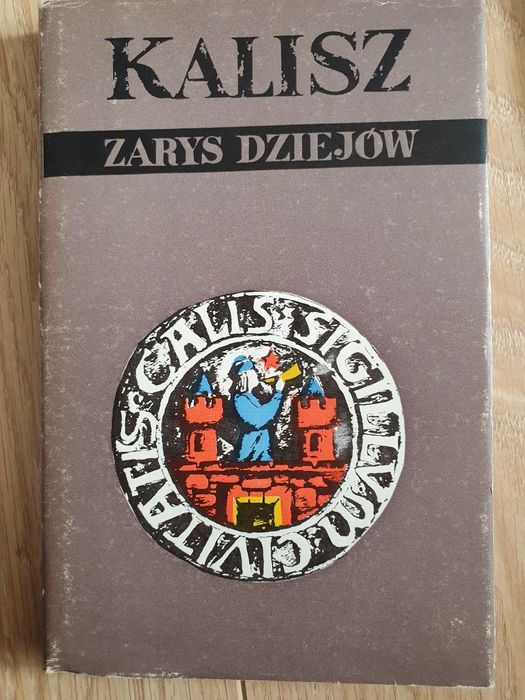 KALISZ
ZARYS DZIEJÓW
SIGILLVM CIVITATIS CALIS